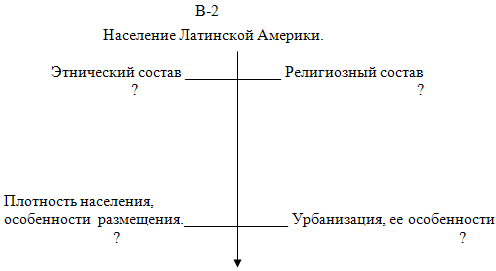 В-2
Население Латинской Америки.
Этнический состав Религиозный состав
? ?
Плотность населения,
особенности размещения. Урбанизация, ее особенности
? ?